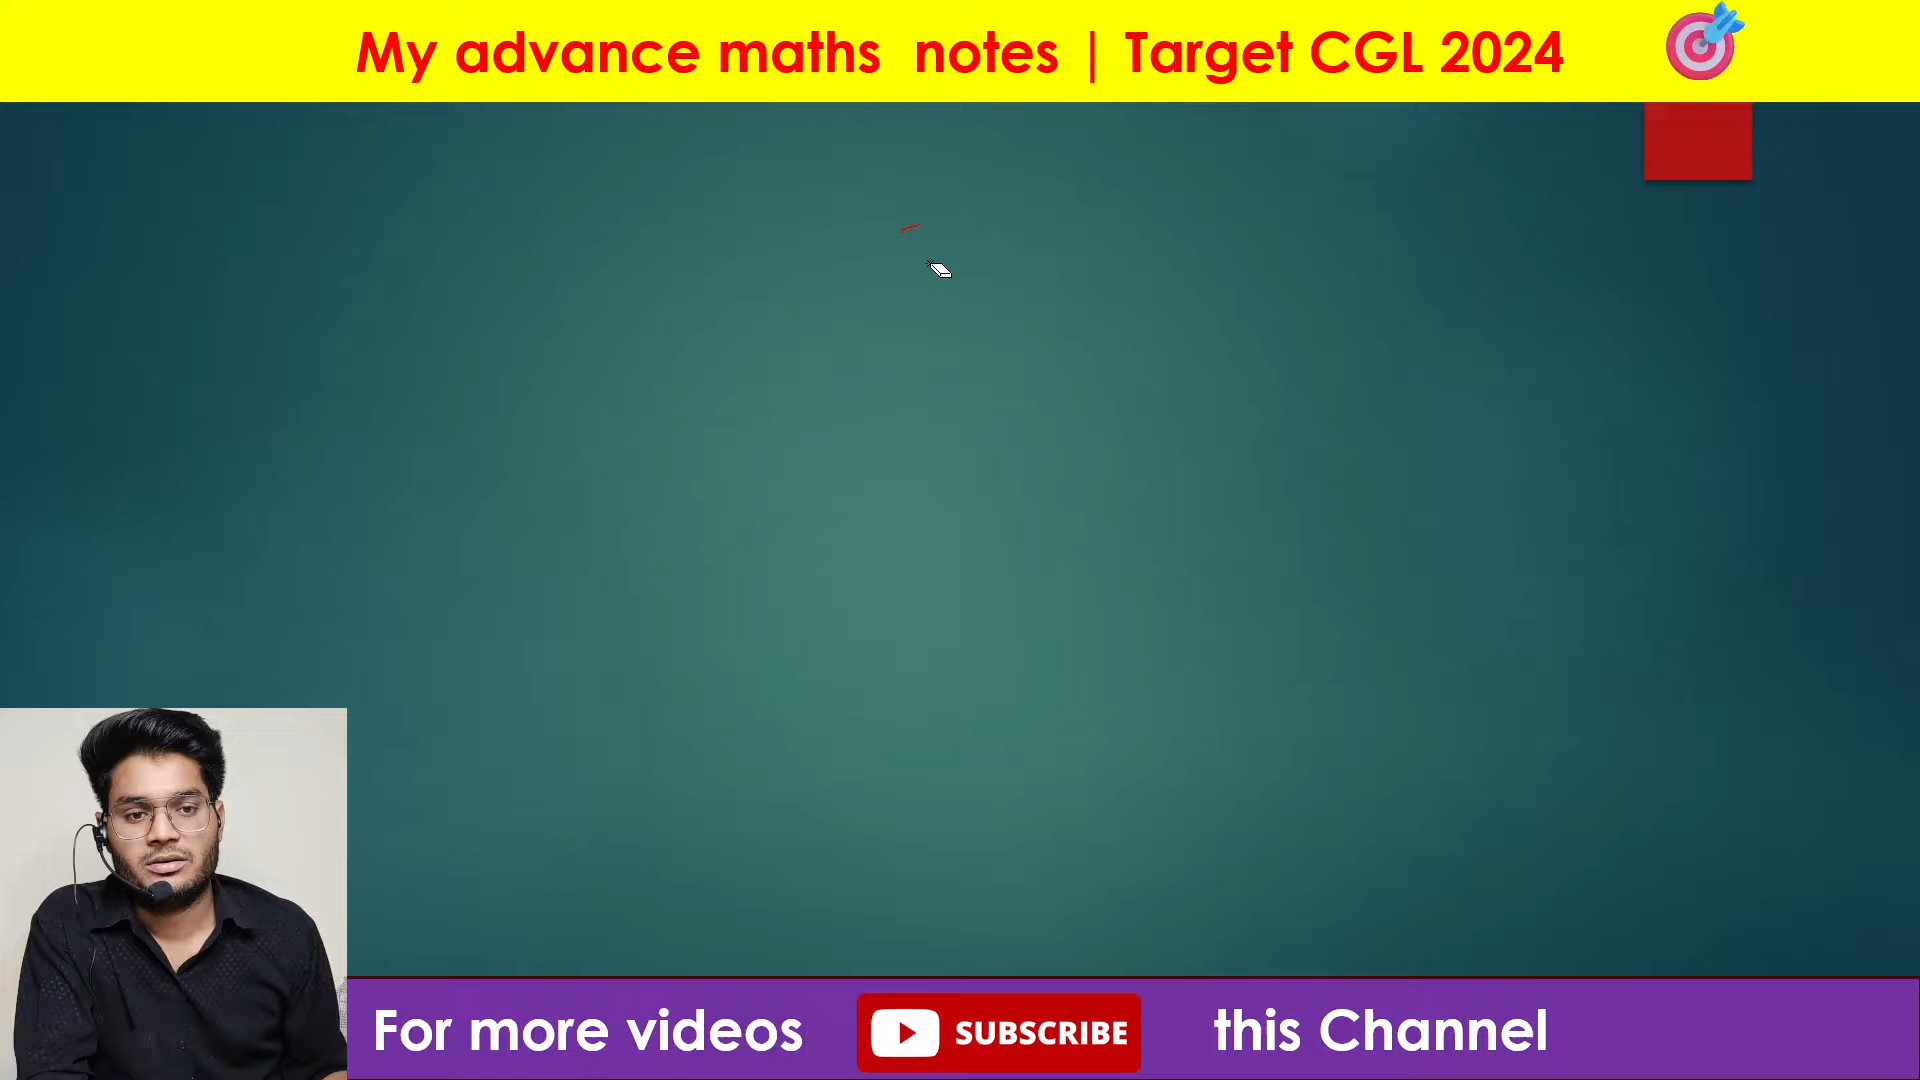 My advance maths notes | Target CGL 2024
For more videos SUBSCRIBE this Channel